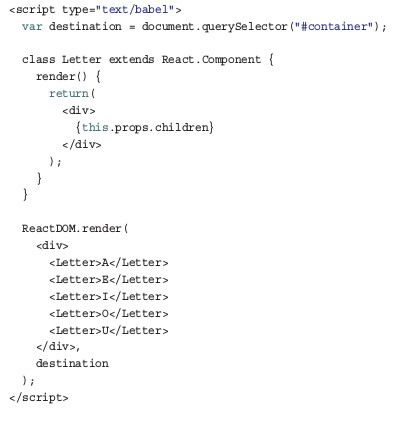 <script type="text/babel">
  var destination = document.querySelector("#container");

  class Letter extends React.Component {
    render() {
      return(
        <div>
          {this.props.children}
        </div>
      );
    }
  }

  ReactDOM.render(
    <div>
      <Letter>A</Letter>
      <Letter>E</Letter>
      <Letter>I</Letter>
      <Letter>O</Letter>
      <Letter>U</Letter>
    </div>,
    destination
  );
</script>